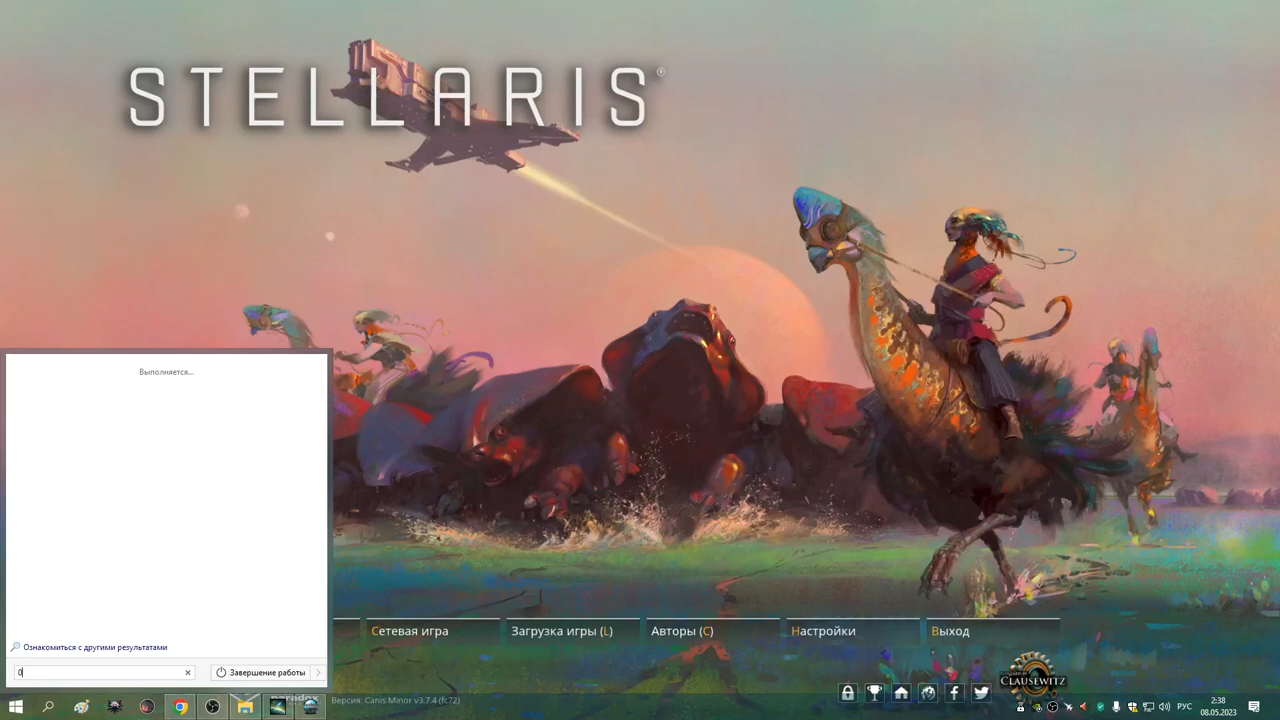 STELLARIS®
Выполняется...
Ознакомиться с другими результатами
0
Завершение работы
Сетевая игра
Загрузка игры (L)
Авторы (C)
Настройки
Выход
CLAUSEWITZ
paradox
Версия: Canis Minor v3.7.4 (fc72)
РУС
2:38
08.05.2023